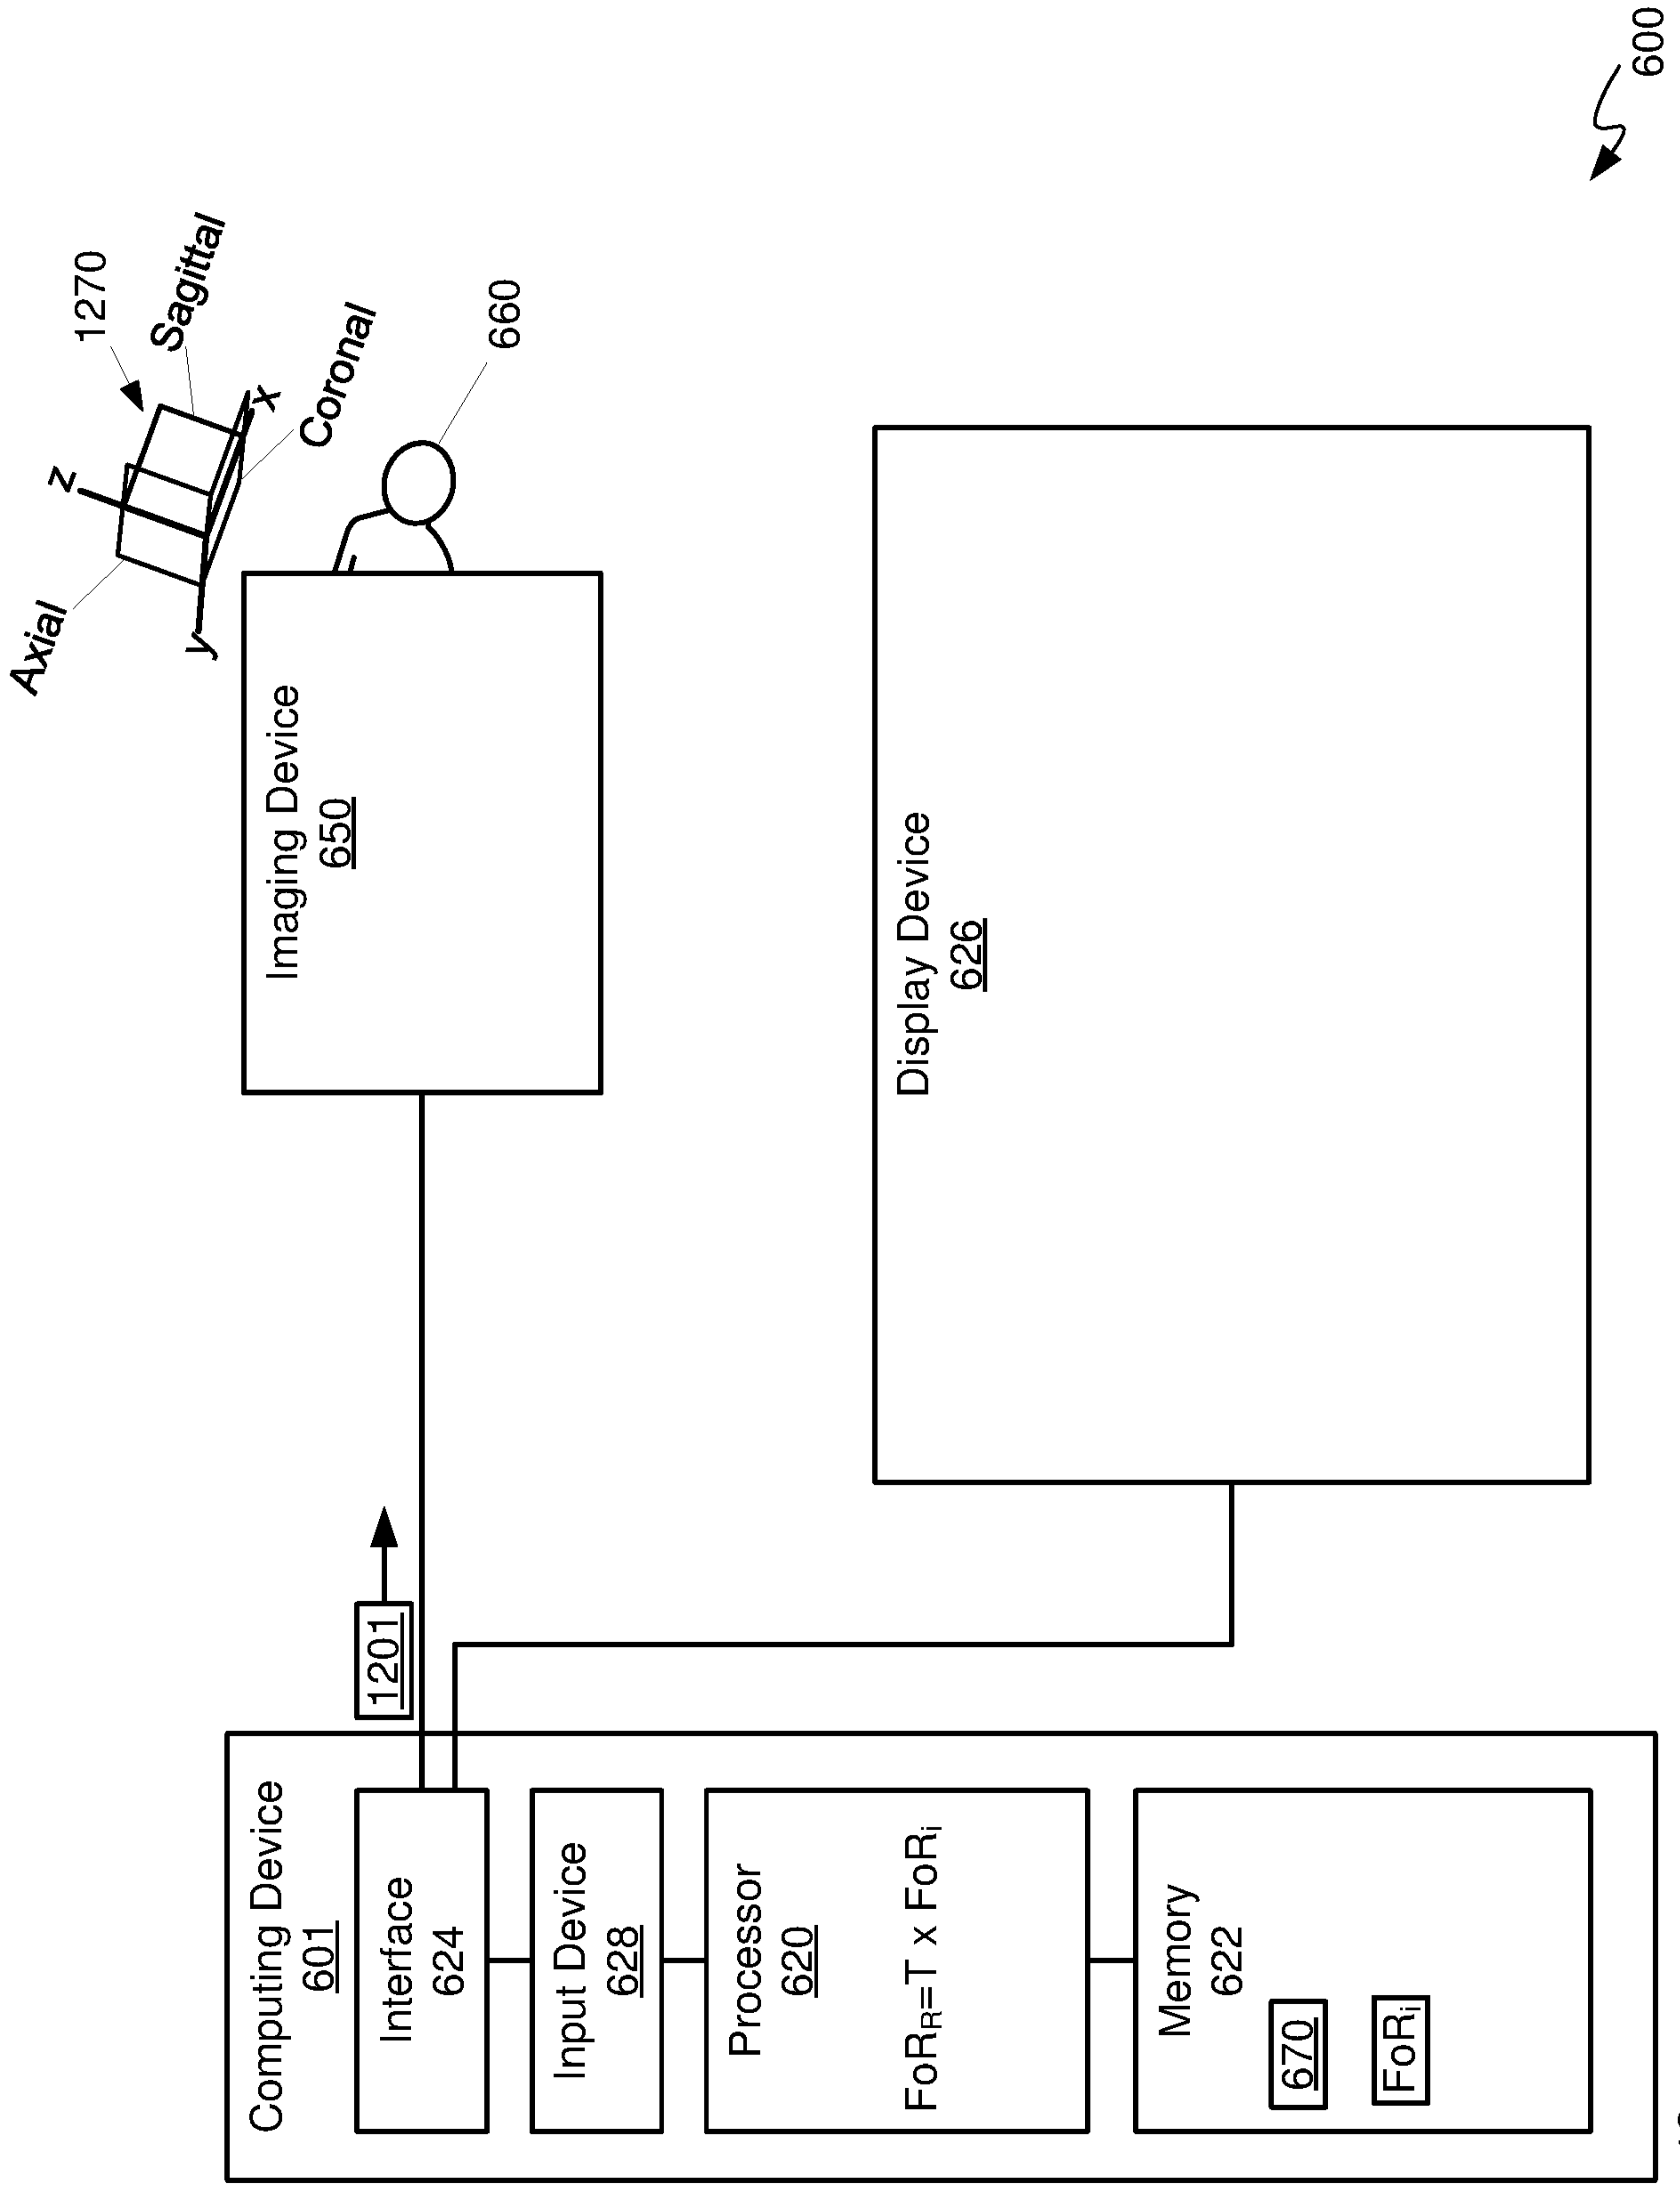 Computing Device
601
Interface
624
Input Device
628
Processor
620
FoR_R=T x FoR_i
Memory
622
670
FoR_i
1201
Imaging Device
650
Axial
z
y
x
1270
Sagittal
Coronal
660
Display Device
626
600